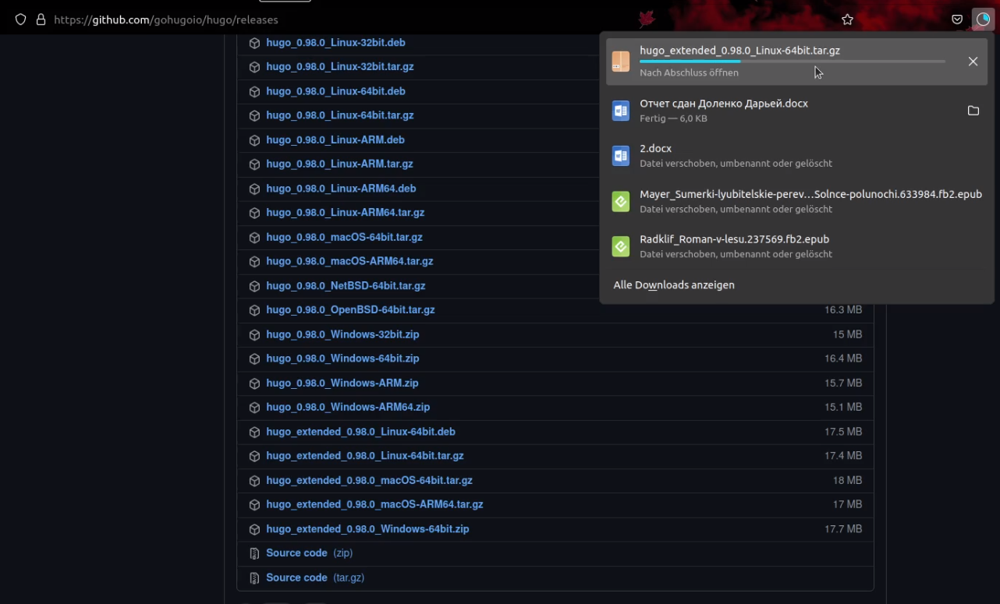 https://github.com/gohugoio/hugo/releases
hugo_0.98.0_Linux-32bit.deb
hugo_0.98.0_Linux-32bit.tar.gz
hugo_0.98.0_Linux-64bit.deb
hugo_0.98.0_Linux-64bit.tar.gz
hugo_0.98.0_Linux-ARM.deb
hugo_0.98.0_Linux-ARM.tar.gz
hugo_0.98.0_Linux-ARM64.deb
hugo_0.98.0_Linux-ARM64.tar.gz
hugo_0.98.0_macOS-64bit.tar.gz
hugo_0.98.0_macOS-ARM64.tar.gz
hugo_0.98.0_NetBSD-64bit.tar.gz
hugo_0.98.0_OpenBSD-64bit.tar.gz 16.3 MB
hugo_0.98.0_Windows-32bit.zip 15 MB
hugo_0.98.0_Windows-64bit.zip 16.4 MB
hugo_0.98.0_Windows-ARM.zip 15.7 MB
hugo_0.98.0_Windows-ARM64.zip 15.1 MB
hugo_extended_0.98.0_Linux-64bit.deb 17.5 MB
hugo_extended_0.98.0_Linux-64bit.tar.gz 17.4 MB
hugo_extended_0.98.0_macOS-64bit.tar.gz 18 MB
hugo_extended_0.98.0_macOS-ARM64.tar.gz 17 MB
hugo_extended_0.98.0_Windows-64bit.zip 17.7 MB
Source code (zip)
Source code (tar.gz)
hugo_extended_0.98.0_Linux-64bit.tar.gz
Nach Abschluss öffnen
Отчет сдан Доленко Дарьей.docx
Fertig — 6,0 KB
2.docx
Datei verschoben, umbenannt oder gelöscht
Mayer_Sumerki-lyubitelskie-perev…Solnce-polunochi.633984.fb2.epub
Datei verschoben, umbenannt oder gelöscht
Radklif_Roman-v-lesu.237569.fb2.epub
Datei verschoben, umbenannt oder gelöscht
Alle Downloads anzeigen